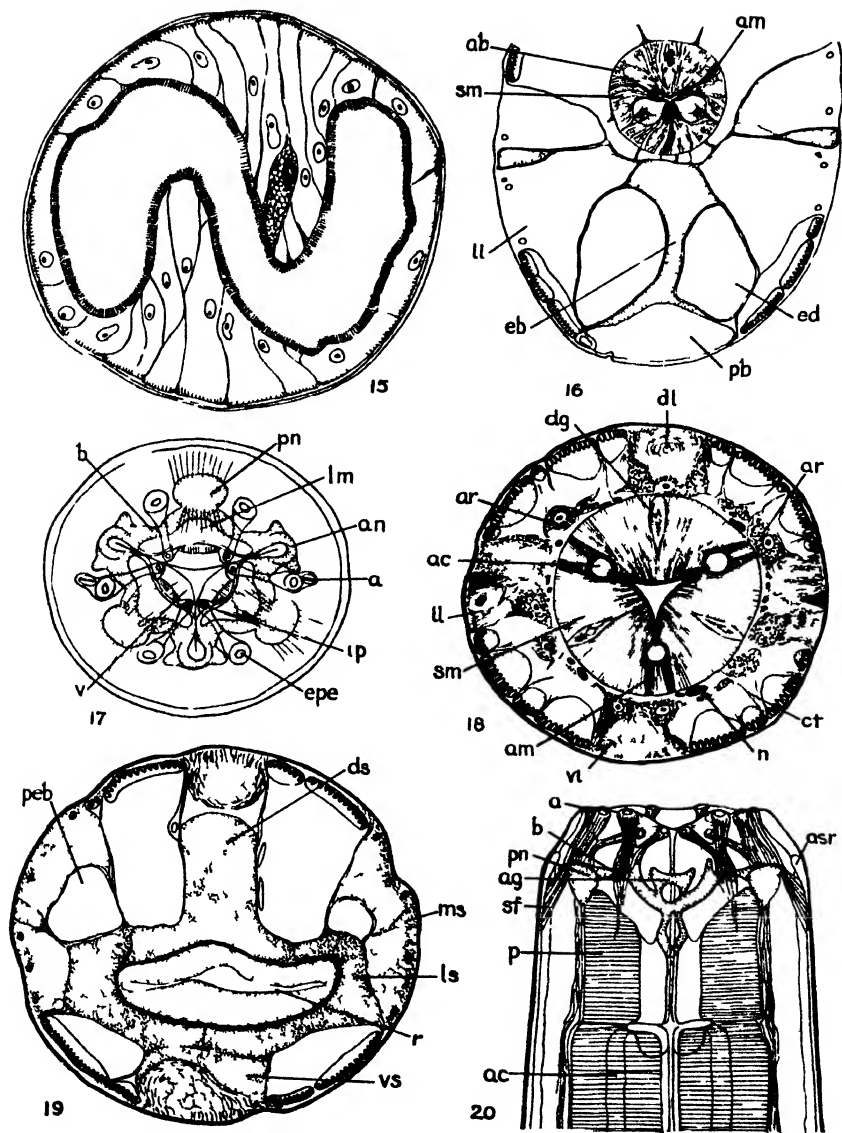 15
ab
am
sm
ll
eb
ed
pb
16
b
pn
lm
an
a
ip
v
epe
17
dg
dl
ar
ar
ac
ll
sm
am
vl
n
ct
18
peb
ds
ms
ls
r
vs
19
a
b
asr
pn
ag
sf
p
ac
20